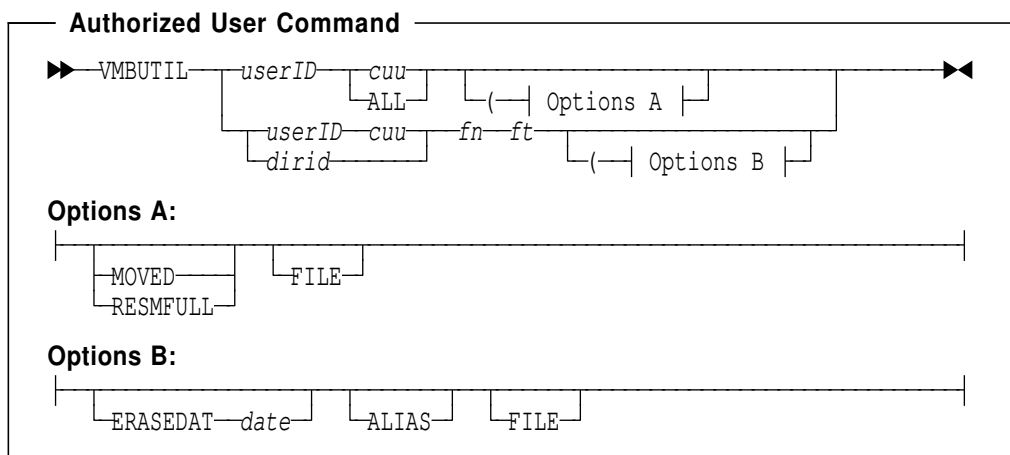 Authorized User Command
VMBUTIL userID cuu
ALL ( Options A
userID cuu fn ft
dirid ( Options B
Options A:
MOVED FILE
RESMFULL
Options B:
ERASEDAT date ALIAS FILE